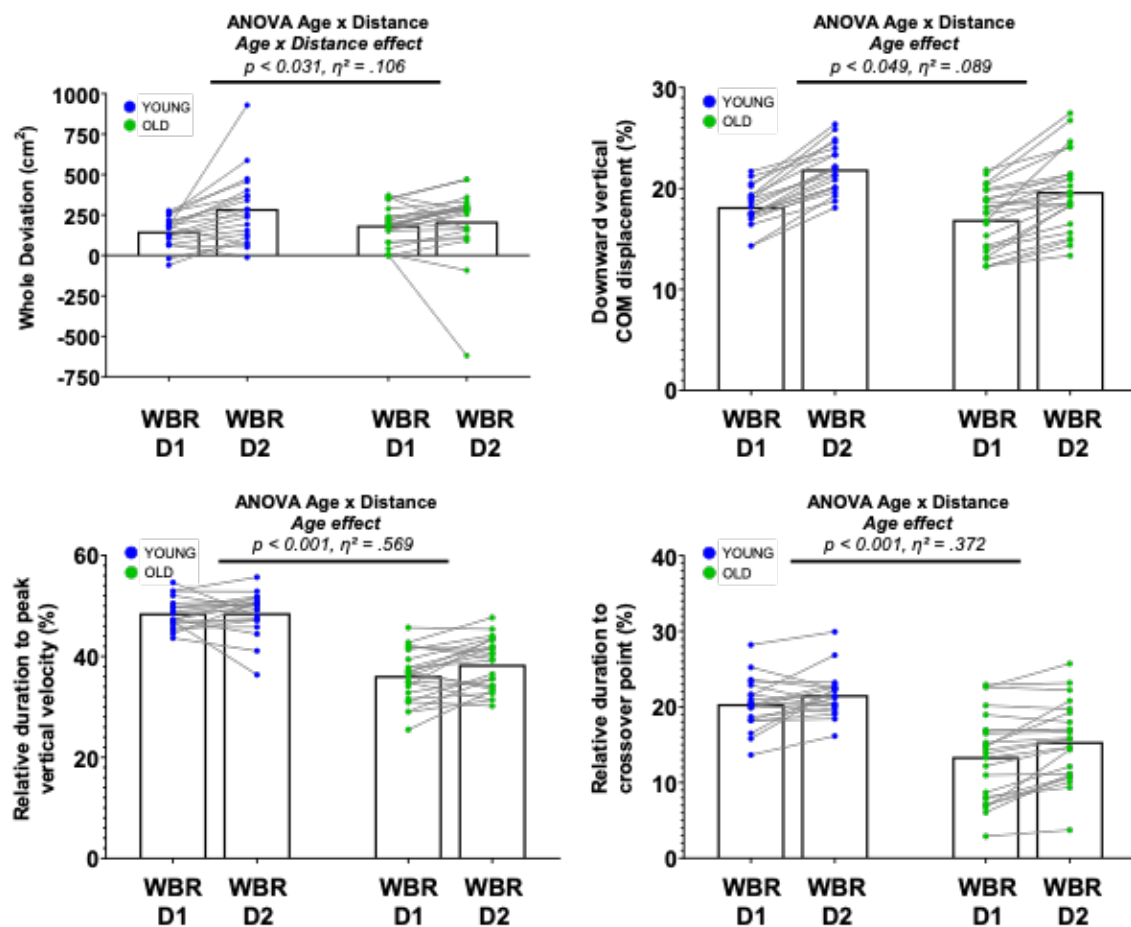 ANOVA Age x Distance
Age x Distance effect
p < 0.031, η² = .106
YOUNG
OLD
Whole Deviation (cm²)
1000
750
500
250
0
-250
-500
-750
WBR WBR WBR WBR
D1 D2 D1 D2
ANOVA Age x Distance
Age effect
p < 0.049, η² = .089
YOUNG
OLD
Downward vertical
COM displacement (%)
30
20
10
0
WBR WBR WBR WBR
D1 D2 D1 D2
ANOVA Age x Distance
Age effect
p < 0.001, η² = .569
YOUNG
OLD
Relative duration to peak
vertical velocity (%)
60
40
20
0
WBR WBR WBR WBR
D1 D2 D1 D2
ANOVA Age x Distance
Age effect
p < 0.001, η² = .372
YOUNG
OLD
Relative duration to
crossover point (%)
40
30
20
10
0
WBR WBR WBR WBR
D1 D2 D1 D2